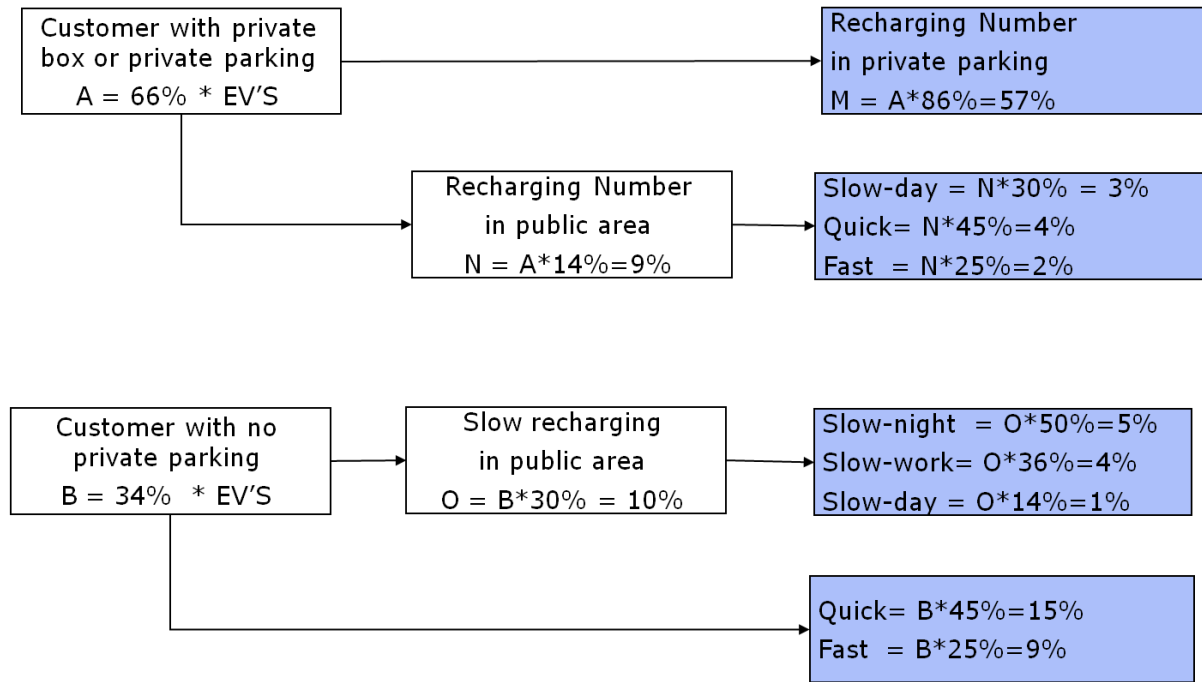 Customer with private
box or private parking
A = 66% * EV'S
Recharging Number
in private parking
M = A*86%=57%
Recharging Number
in public area
N = A*14%=9%
Slow-day = N*30% = 3%
Quick= N*45%=4%
Fast = N*25%=2%
Customer with no
private parking
B = 34% * EV'S
Slow recharging
in public area
O = B*30% = 10%
Slow-night = O*50%=5%
Slow-work= O*36%=4%
Slow-day = O*14%=1%
Quick= B*45%=15%
Fast = B*25%=9%